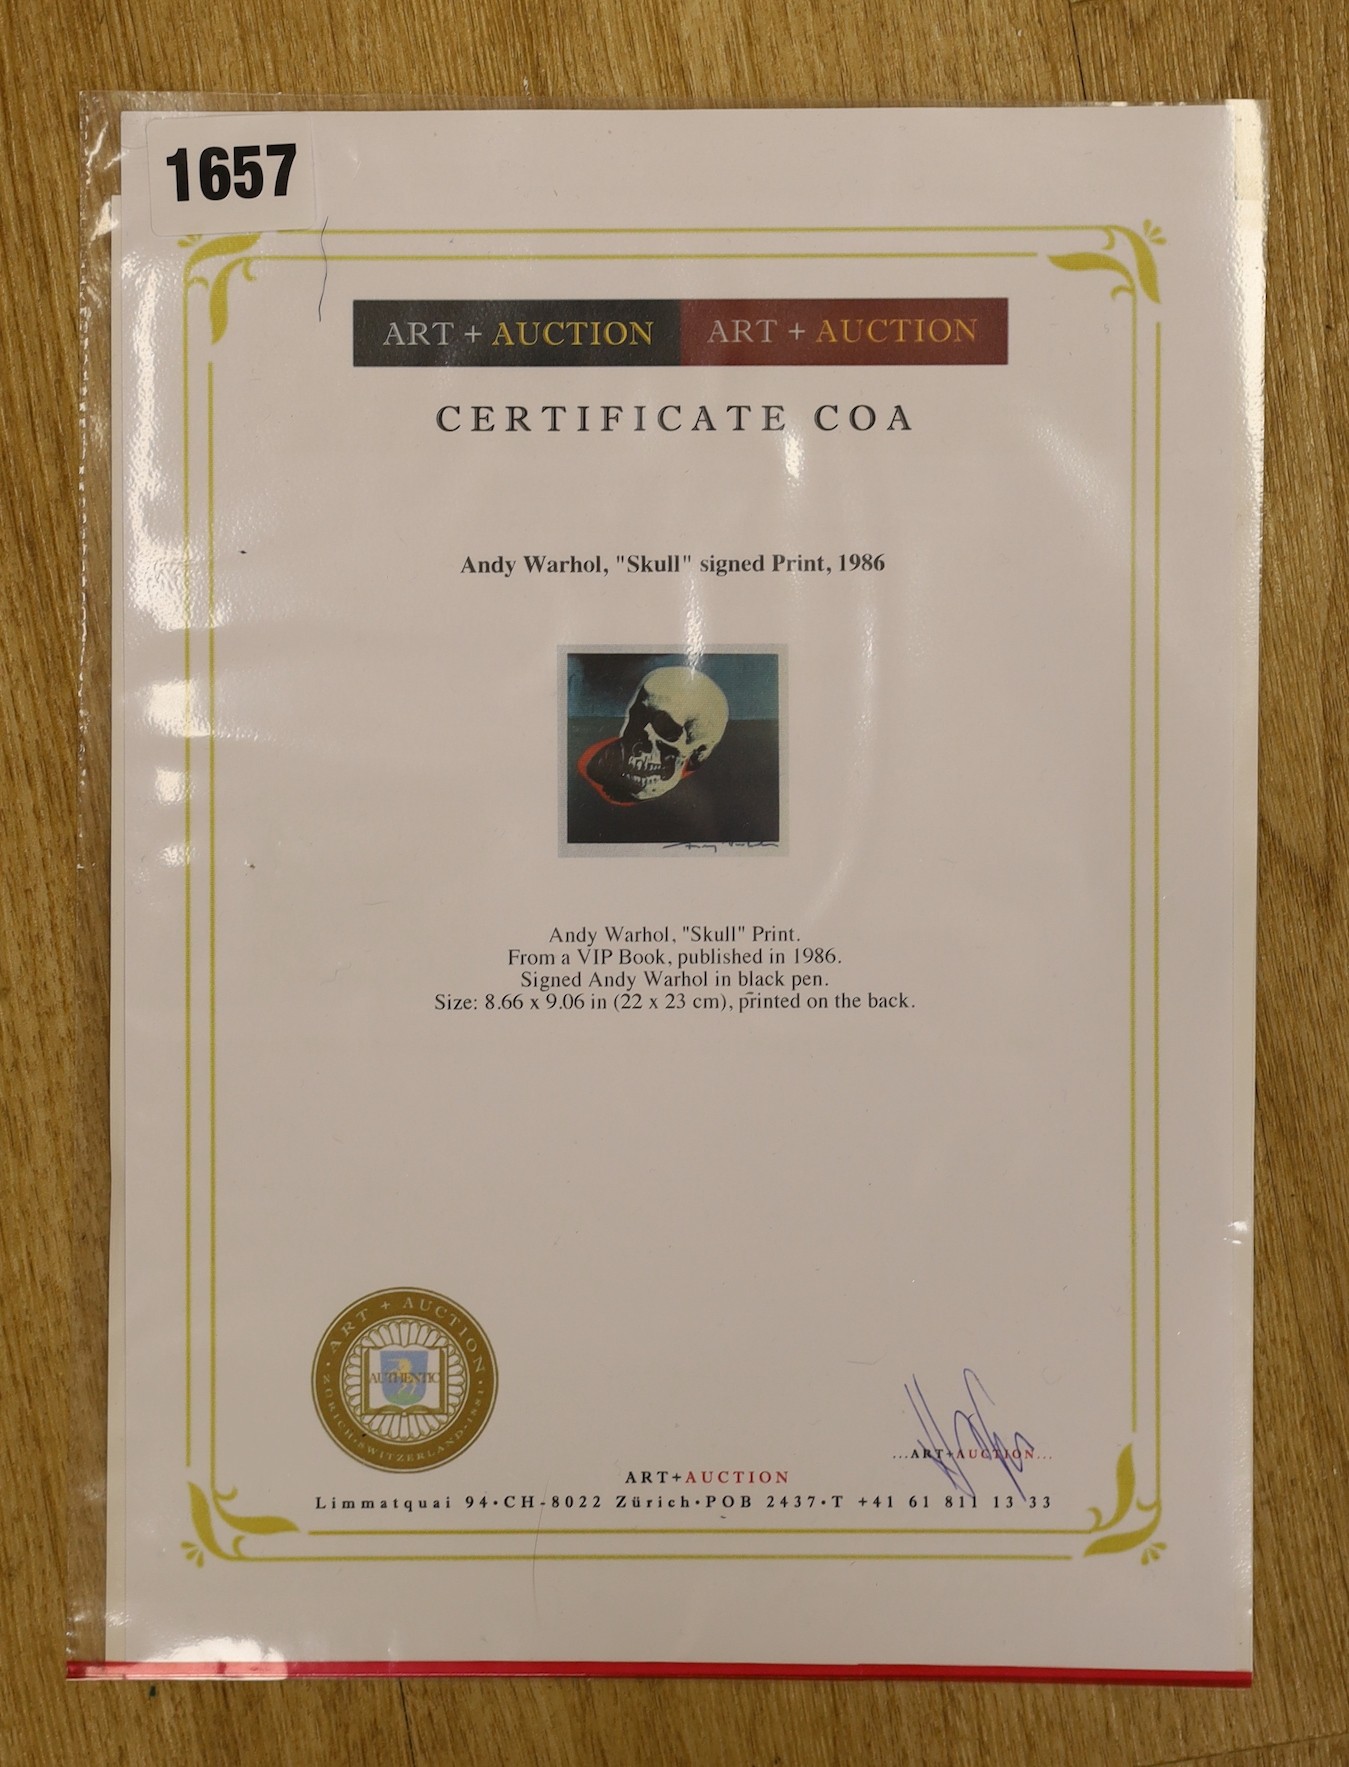 1657
ART + AUCTION ART + AUCTION
CERTIFICATE COA
Andy Warhol, "Skull" signed Print, 1986
Andy Warhol, "Skull" Print.
From a VIP Book, published in 1986.
Signed Andy Warhol in black pen.
Size: 8.66 x 9.06 in (22 x 23 cm), printed on the back.
· ART + AUCTION ·
AUTHENTIC
ZÜRICH · SWITZERLAND · 1881
...ART+AUCTION...
ART+AUCTION
Limmatquai 94·CH-8022 Zürich·POB 2437·T +41 61 811 13 33